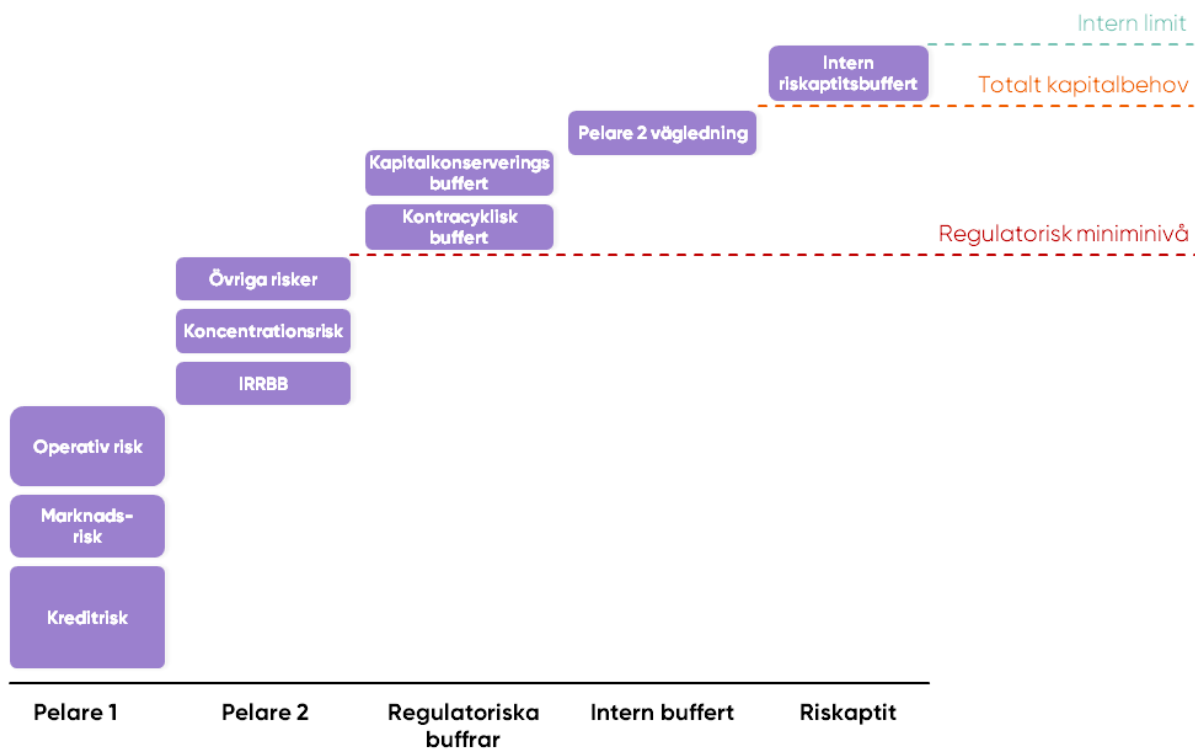 Intern limit
Intern
riskaptitsbuffert
Totalt kapitalbehov
Pelare 2 vägledning
Kapitalkonserverings
buffert
Kontracyklisk
buffert
Regulatorisk miniminivå
Övriga risker
Koncentrationsrisk
IRRBB
Operativ risk
Marknads-
risk
Kreditrisk
Pelare 1
Pelare 2
Regulatoriska
buffrar
Intern buffert
Riskaptit